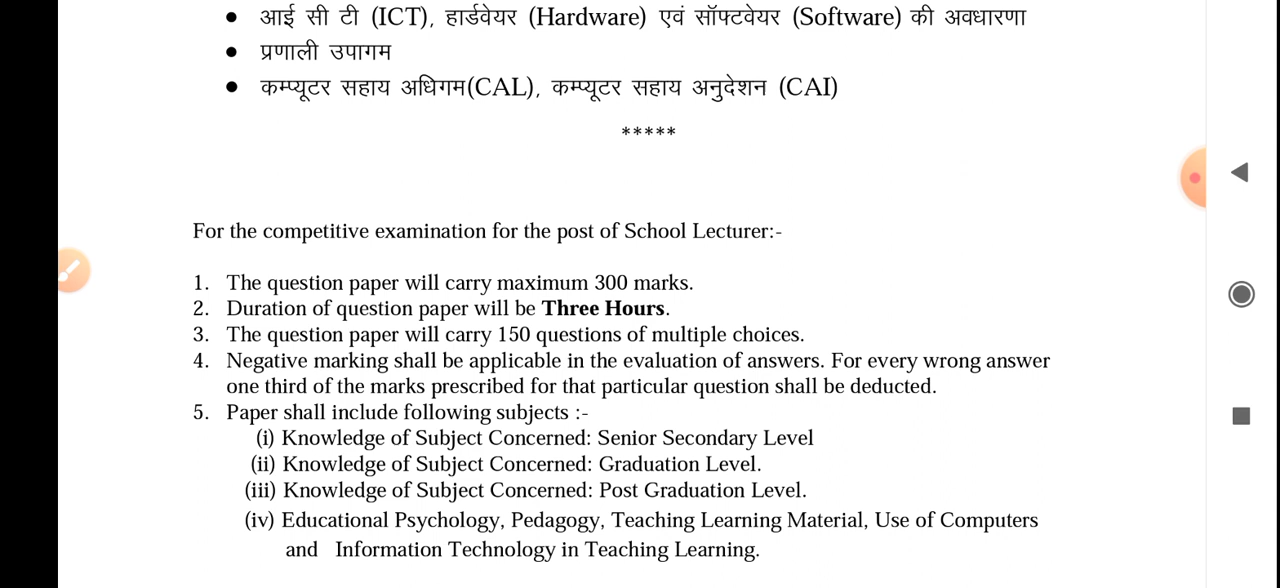 • आई सी टी (ICT), हार्डवेयर (Hardware) एवं सॉफ्टवेयर (Software) की अवधारणा
• प्रणाली उपागम
• कम्प्यूटर सहाय अधिगम(CAL), कम्प्यूटर सहाय अनुदेशन (CAI)
*****
For the competitive examination for the post of School Lecturer:-
1. The question paper will carry maximum 300 marks.
2. Duration of question paper will be Three Hours.
3. The question paper will carry 150 questions of multiple choices.
4. Negative marking shall be applicable in the evaluation of answers. For every wrong answer
one third of the marks prescribed for that particular question shall be deducted.
5. Paper shall include following subjects :-
(i) Knowledge of Subject Concerned: Senior Secondary Level
(ii) Knowledge of Subject Concerned: Graduation Level.
(iii) Knowledge of Subject Concerned: Post Graduation Level.
(iv) Educational Psychology, Pedagogy, Teaching Learning Material, Use of Computers
and Information Technology in Teaching Learning.